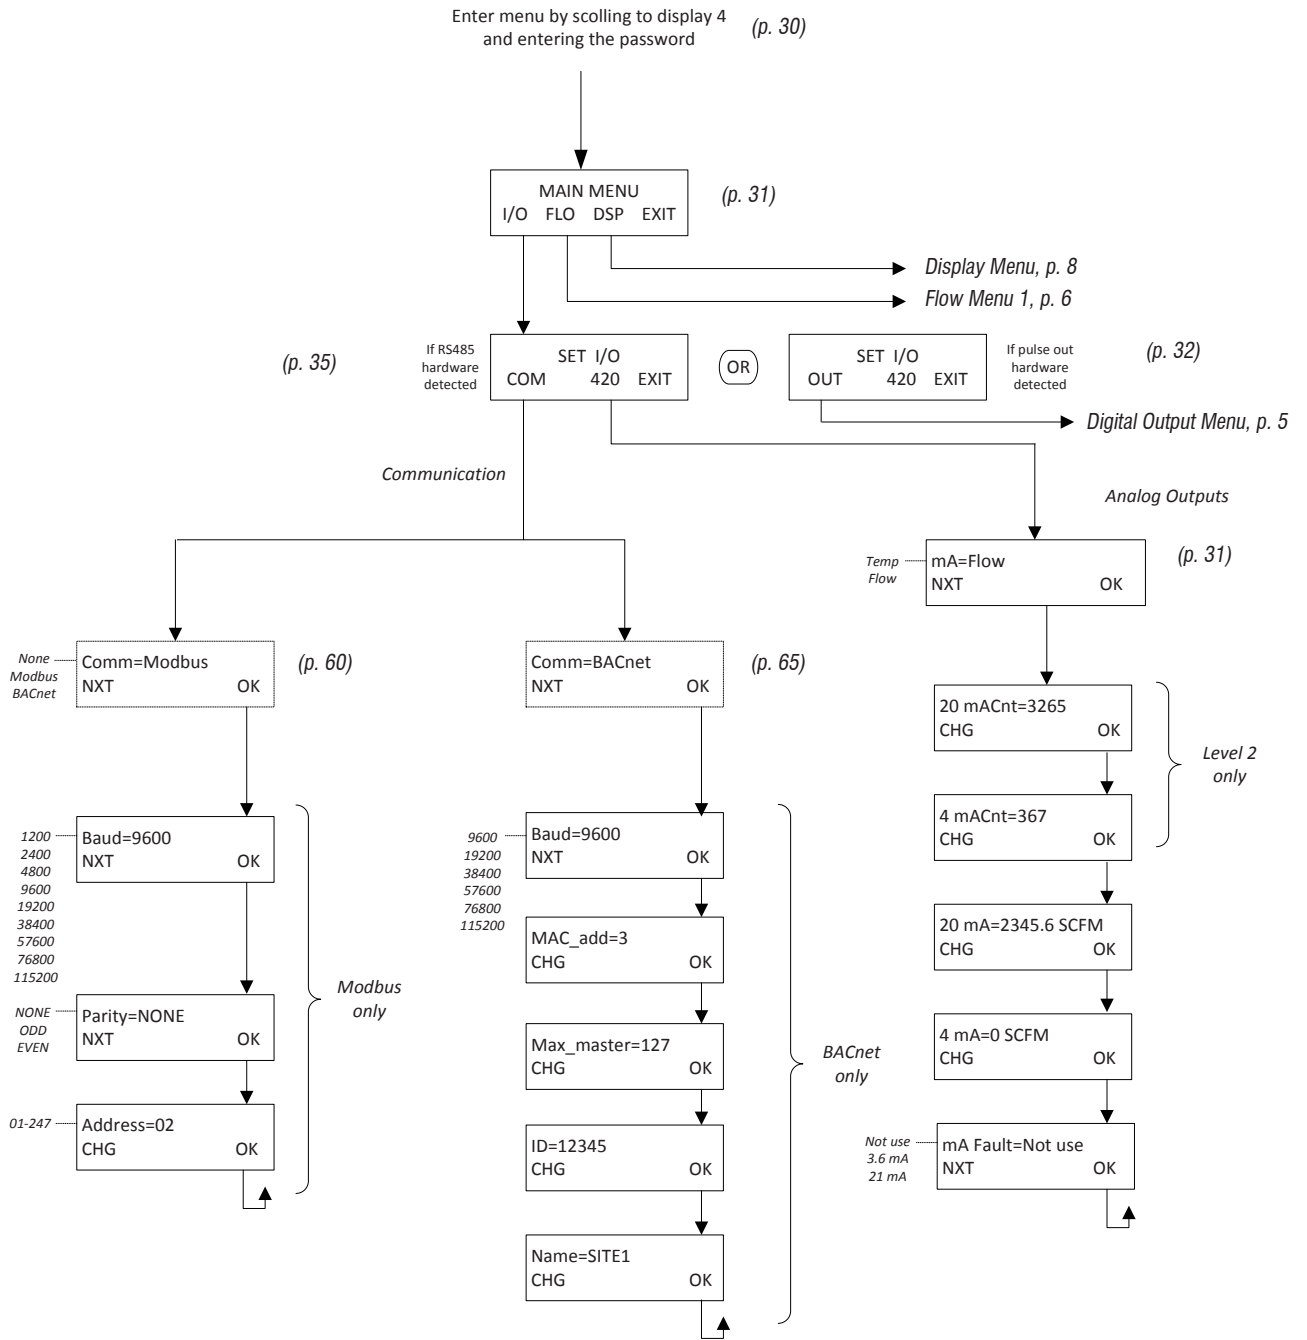 Enter menu by scolling to display 4
and entering the password
(p. 30)
MAIN MENU
I/O FLO DSP EXIT
(p. 31)
Display Menu, p. 8
Flow Menu 1, p. 6
(p. 35)
If RS485
hardware
detected
SET I/O
COM 420 EXIT
OR
SET I/O
OUT 420 EXIT
If pulse out
hardware
detected
(p. 32)
Digital Output Menu, p. 5
Communication
Analog Outputs
Temp
Flow
mA=Flow
NXT OK
(p. 31)
None
Modbus
BACnet
Comm=Modbus
NXT OK
(p. 60)
Comm=BACnet
NXT OK
(p. 65)
20 mACnt=3265
CHG OK
4 mACnt=367
CHG OK
Level 2
only
1200
2400
4800
9600
19200
38400
57600
76800
115200
Baud=9600
NXT OK
NONE
ODD
EVEN
Parity=NONE
NXT OK
01-247
Address=02
CHG OK
Modbus
only
9600
19200
38400
57600
76800
115200
Baud=9600
NXT OK
MAC_add=3
CHG OK
Max_master=127
CHG OK
ID=12345
CHG OK
Name=SITE1
CHG OK
BACnet
only
20 mA=2345.6 SCFM
CHG OK
4 mA=0 SCFM
CHG OK
Not use
3.6 mA
21 mA
mA Fault=Not use
NXT OK